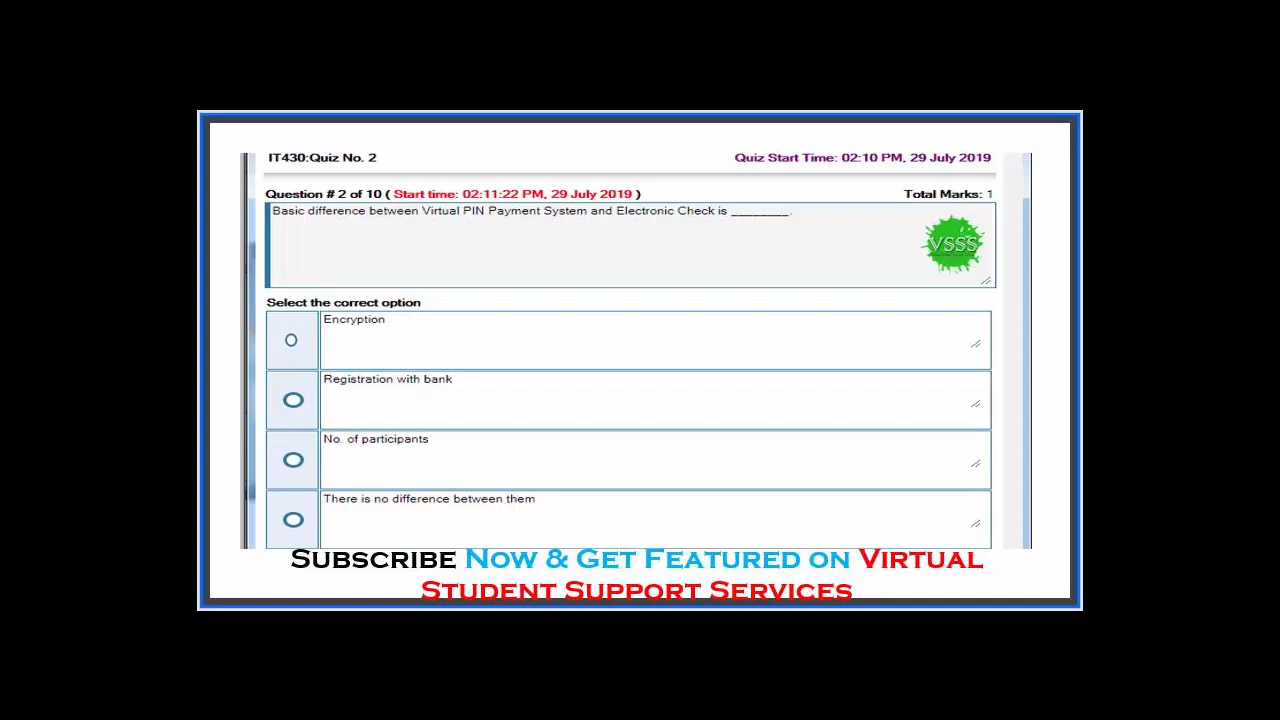 IT430:Quiz No. 2
Quiz Start Time: 02:10 PM, 29 July 2019
Question # 2 of 10 ( Start time: 02:11:22 PM, 29 July 2019 )
Total Marks: 1
Basic difference between Virtual PIN Payment System and Electronic Check is ________.
VSSS
Select the correct option
Encryption
Registration with bank
No. of participants
There is no difference between them
Subscribe Now & Get Featured on Virtual
Student Support Services